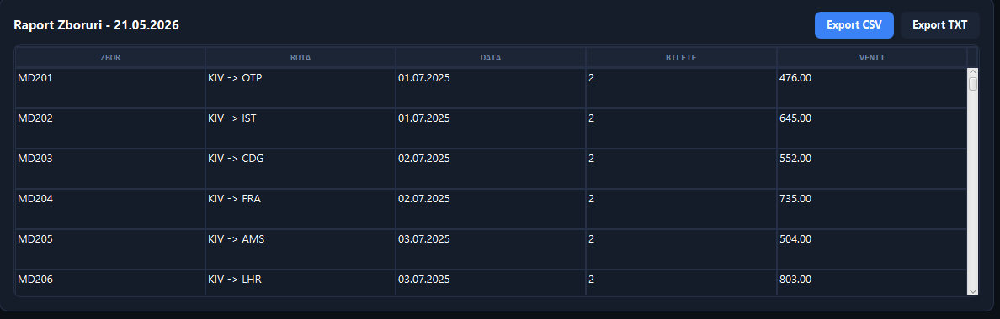 Raport Zboruri - 21.05.2026 Export CSV Export TXT
ZBOR RUTA DATA BILETE VENIT
MD201 KIV -> OTP 01.07.2025 2 476.00
MD202 KIV -> IST 01.07.2025 2 645.00
MD203 KIV -> CDG 02.07.2025 2 552.00
MD204 KIV -> FRA 02.07.2025 2 735.00
MD205 KIV -> AMS 03.07.2025 2 504.00
MD206 KIV -> LHR 03.07.2025 2 803.00